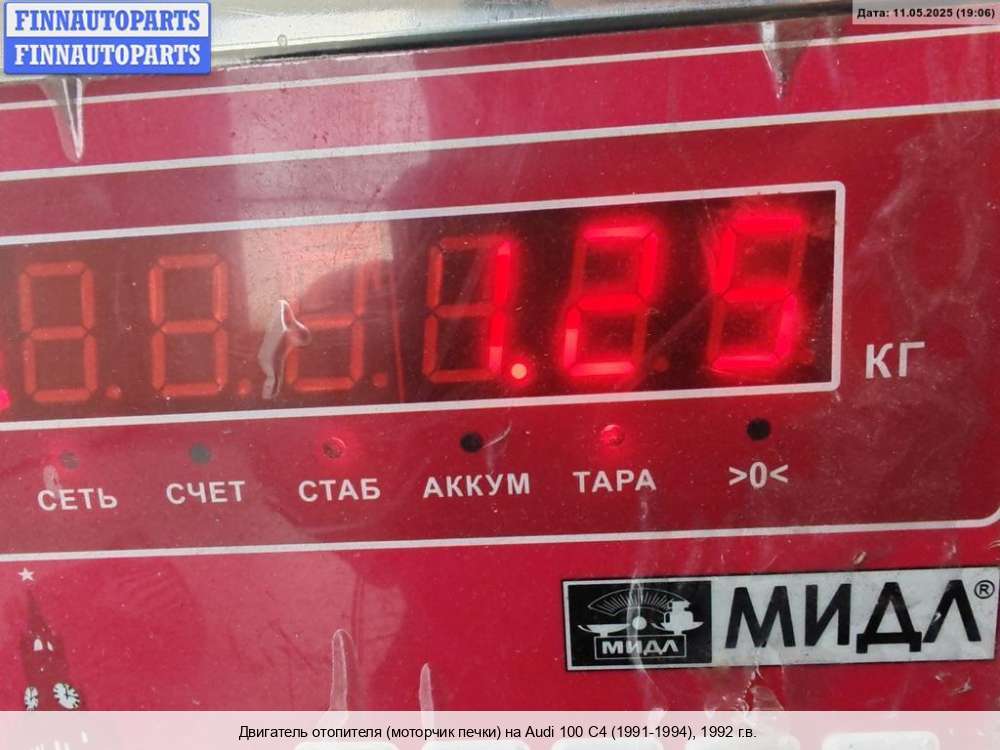 FINNAUTOPARTS
FINNAUTOPARTS
Дата: 11.05.2025 (19:06)
1.25
КГ
СЕТЬ СЧЕТ СТАБ АККУМ ТАРА >0<
МИДЛ МИДЛ®
Двигатель отопителя (моторчик печки) на Audi 100 C4 (1991-1994), 1992 г.в.